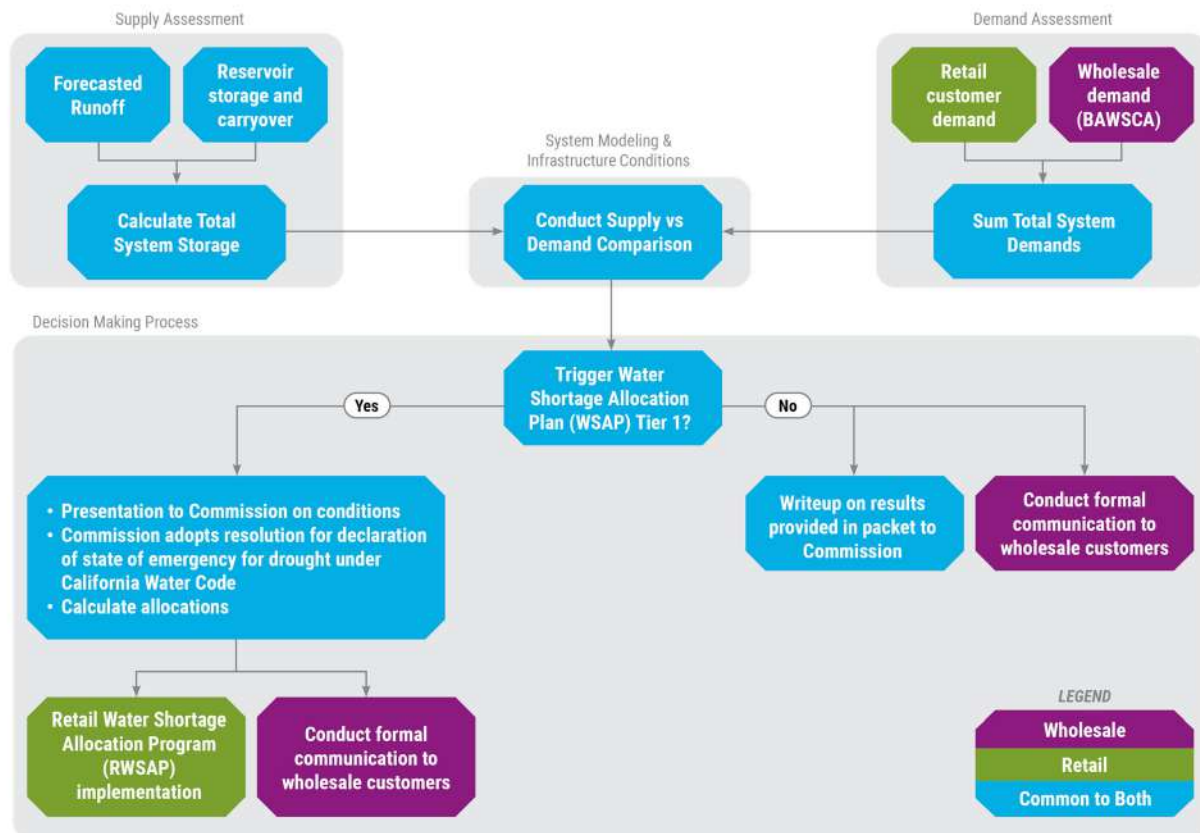 Supply Assessment
Forecasted
Runoff
Reservoir
storage and
carryover
Calculate Total
System Storage
System Modeling &
Infrastructure Conditions
Conduct Supply vs
Demand Comparison
Demand Assessment
Retail
customer
demand
Wholesale
demand
(BAWSCA)
Sum Total System
Demands
Decision Making Process
Trigger Water
Shortage Allocation
Plan (WSAP) Tier 1?
Yes
No
• Presentation to Commission on conditions
• Commission adopts resolution for declaration
of state of emergency for drought under
California Water Code
• Calculate allocations
Writeup on results
provided in packet to
Commission
Conduct formal
communication to
wholesale customers
Retail Water Shortage
Allocation Program
(RWSAP)
implementation
Conduct formal
communication to
wholesale customers
LEGEND
Wholesale
Retail
Common to Both